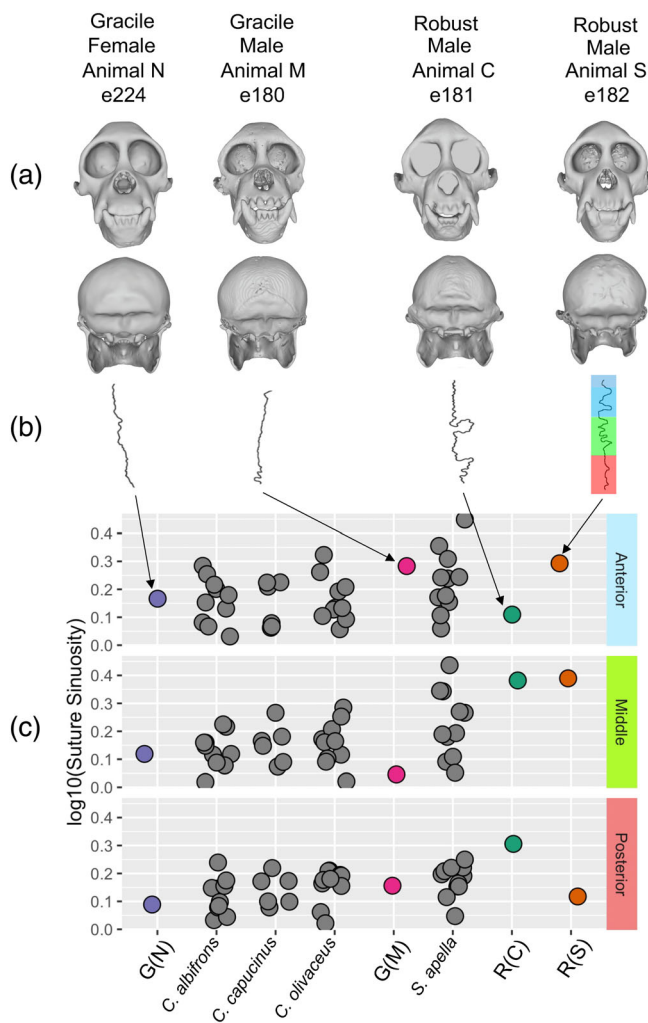 Gracile
Female
Animal N
e224
Gracile
Male
Animal M
e180
Robust
Male
Animal C
e181
Robust
Male
Animal S
e182
(a)
(b)
(c)
log10(Suture Sinuosity)
0.4
0.3
0.2
0.1
0.0
Anterior
0.4
0.3
0.2
0.1
0.0
Middle
0.4
0.3
0.2
0.1
0.0
Posterior
G(N)
C. albifrons
C. capucinus
C. olivaceus
G(M)
S. apella
R(C)
R(S)